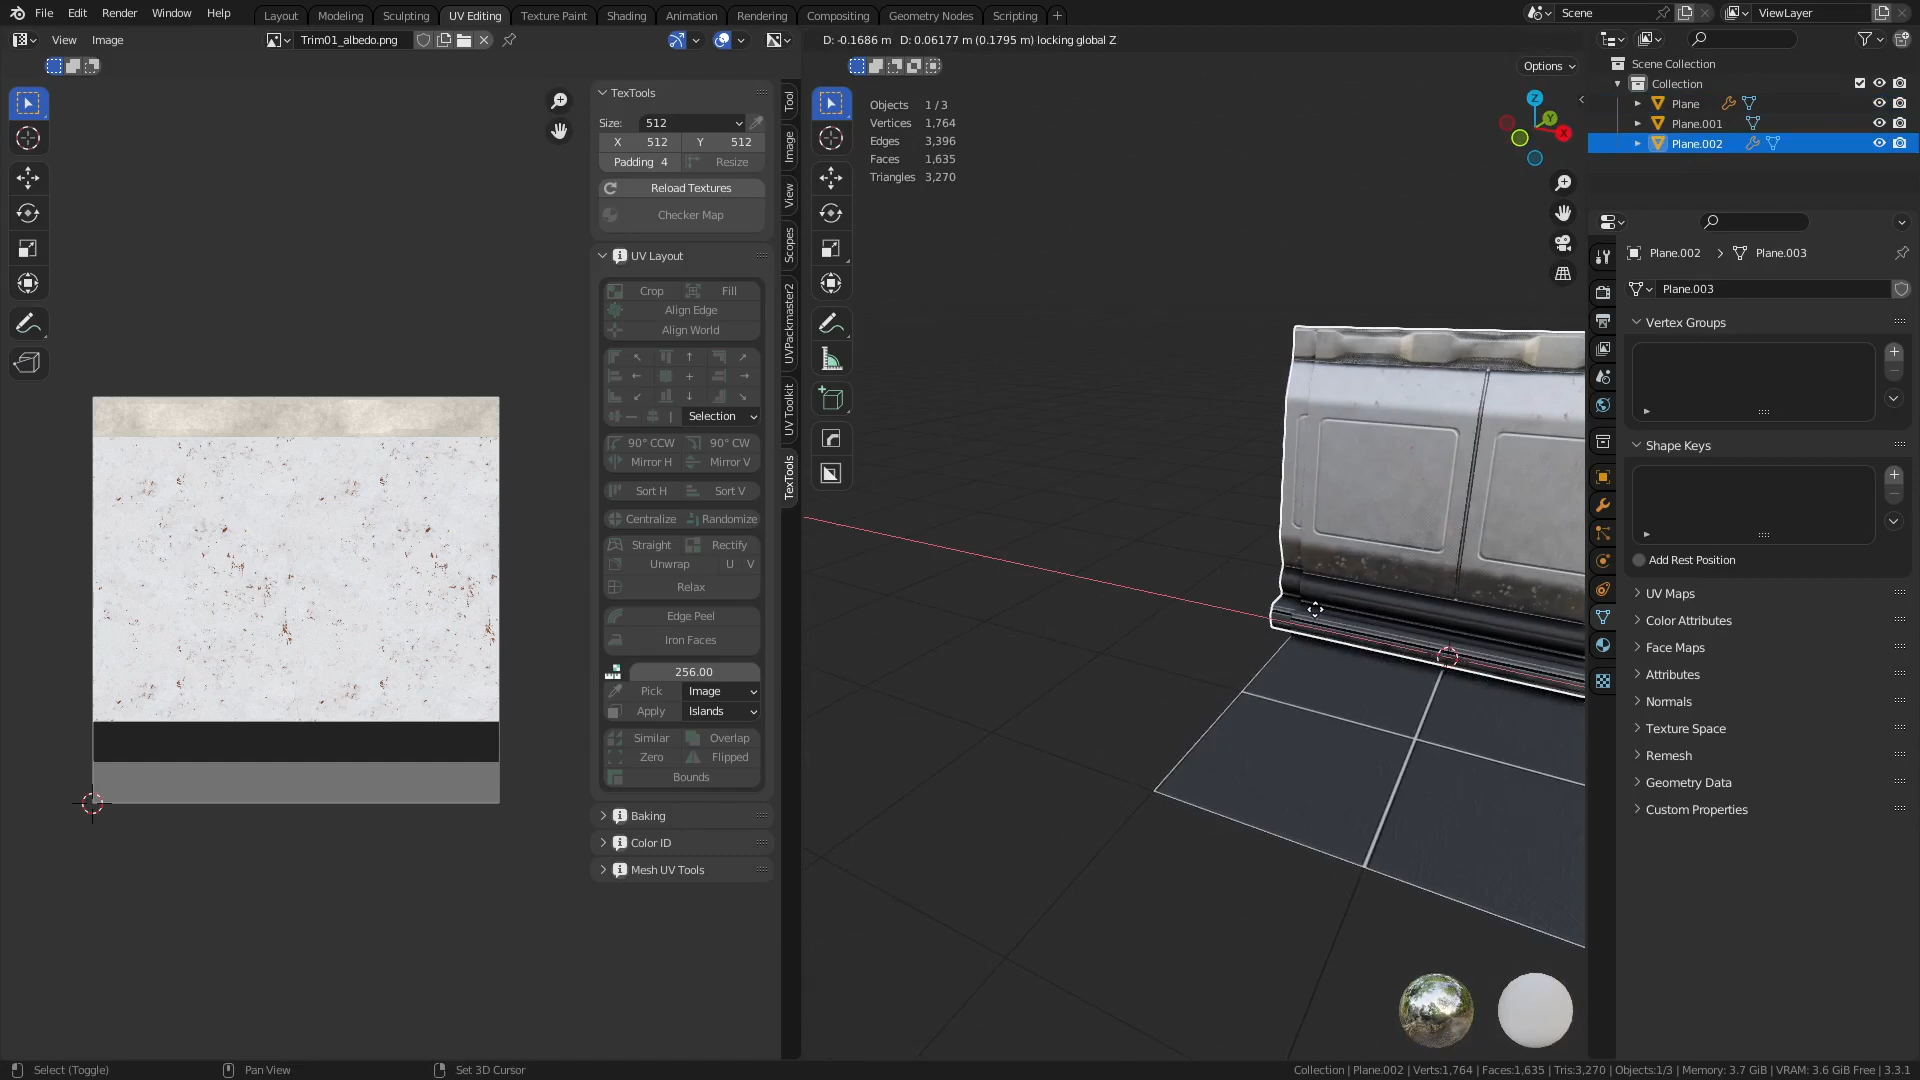 File Edit Render Window Help Layout Modeling Sculpting UV Editing Texture Paint Shading Animation Rendering Compositing Geometry Nodes Scripting Scene ViewLayer
View Image Trim01_albedo.png D: -0.1686 m D: 0.06177 m (0.1795 m) locking global Z
Options
Scene Collection
Collection
Plane
Plane.001
Plane.002
TexTools
Size: 512
X 512 Y 512
Padding 4 Resize
Reload Textures
Checker Map
UV Layout
Crop Fill
Align Edge
Align World
Selection
90° CCW 90° CW
Mirror H Mirror V
Sort H Sort V
Centralize Randomize
Straight Rectify
Unwrap U V
Relax
Edge Peel
Iron Faces
256.00
Pick Image
Apply Islands
Similar Overlap
Zero Flipped
Bounds
Baking
Color ID
Mesh UV Tools
Tool
Image
View
Scopes
UVPackmaster2
UV Toolkit
TexTools
Objects 1 / 3
Vertices 1,764
Edges 3,396
Faces 1,635
Triangles 3,270
Z
Y
X
Plane.002 Plane.003
Plane.003
Vertex Groups
Shape Keys
Add Rest Position
UV Maps
Color Attributes
Face Maps
Attributes
Normals
Texture Space
Remesh
Geometry Data
Custom Properties
Select (Toggle) Pan View Set 3D Cursor Collection | Plane.002 | Verts:1,764 | Faces:1,635 | Tris:3,270 | Objects:1/3 | Memory: 3.7 GiB | VRAM: 3.6 GiB Free | 3.3.1